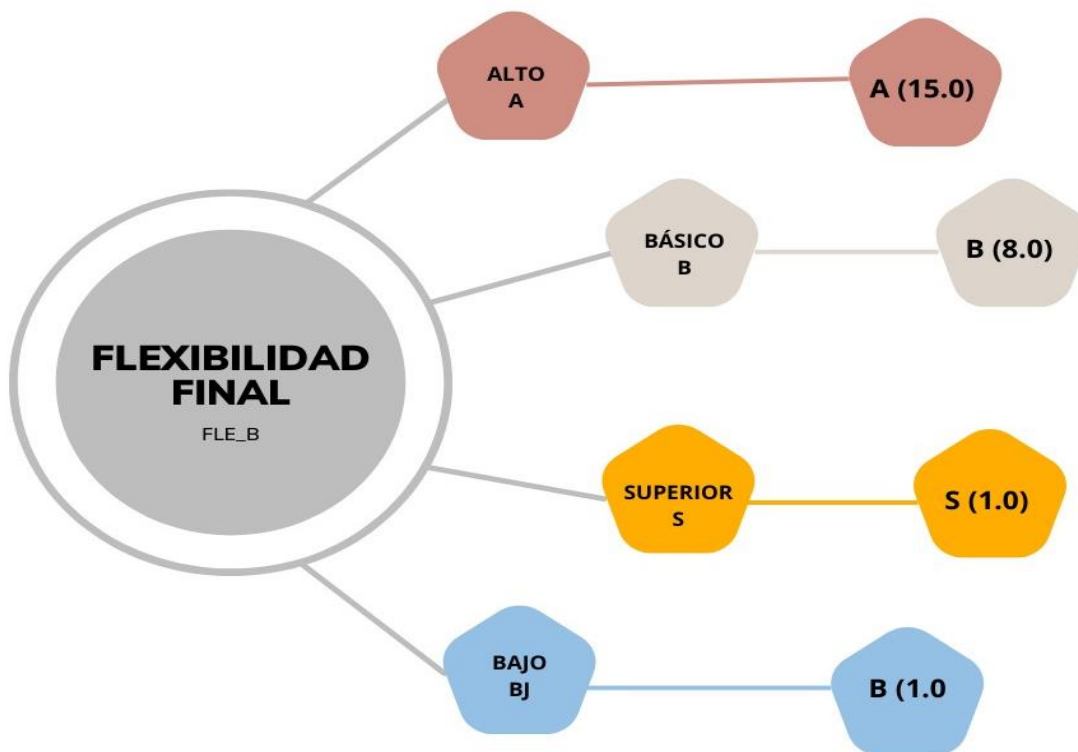 ALTO
A
A (15.0)
BÁSICO
B
B (8.0)
FLEXIBILIDAD
FINAL
FLE_B
SUPERIOR
S
S (1.0)
BAJO
BJ
B (1.0